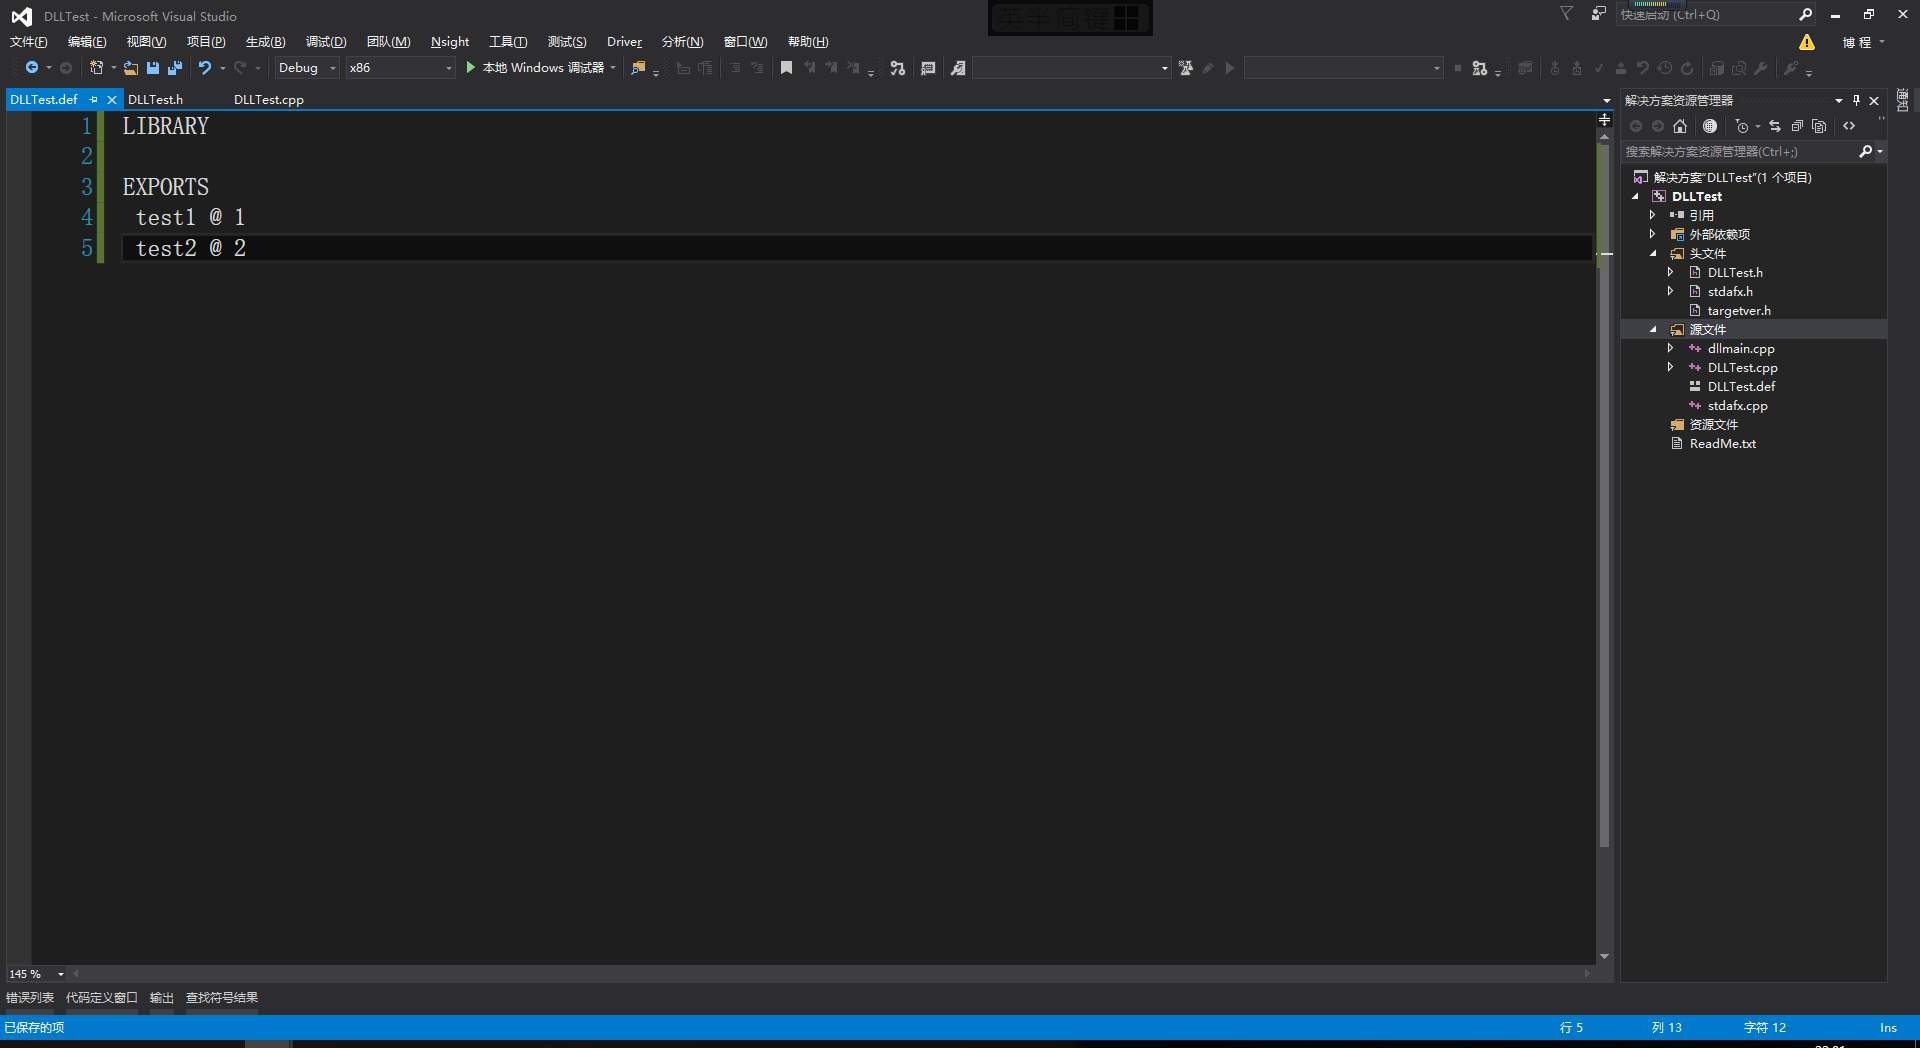 DLLTest - Microsoft Visual Studio
英半简键
快速启动 (Ctrl+Q)
文件(F) 编辑(E) 视图(V) 项目(P) 生成(B) 调试(D) 团队(M) Nsight 工具(T) 测试(S) Driver 分析(N) 窗口(W) 帮助(H)
博 程
Debug x86 本地 Windows 调试器
DLLTest.def DLLTest.h DLLTest.cpp
1 LIBRARY
2
3 EXPORTS
4 test1 @ 1
5 test2 @ 2
145 %
解决方案资源管理器
通知
搜索解决方案资源管理器(Ctrl+;)
解决方案"DLLTest"(1 个项目)
DLLTest
引用
外部依赖项
头文件
DLLTest.h
stdafx.h
targetver.h
源文件
dllmain.cpp
DLLTest.cpp
DLLTest.def
stdafx.cpp
资源文件
ReadMe.txt
错误列表 代码定义窗口 输出 查找符号结果
已保存的项 行 5 列 13 字符 12 Ins